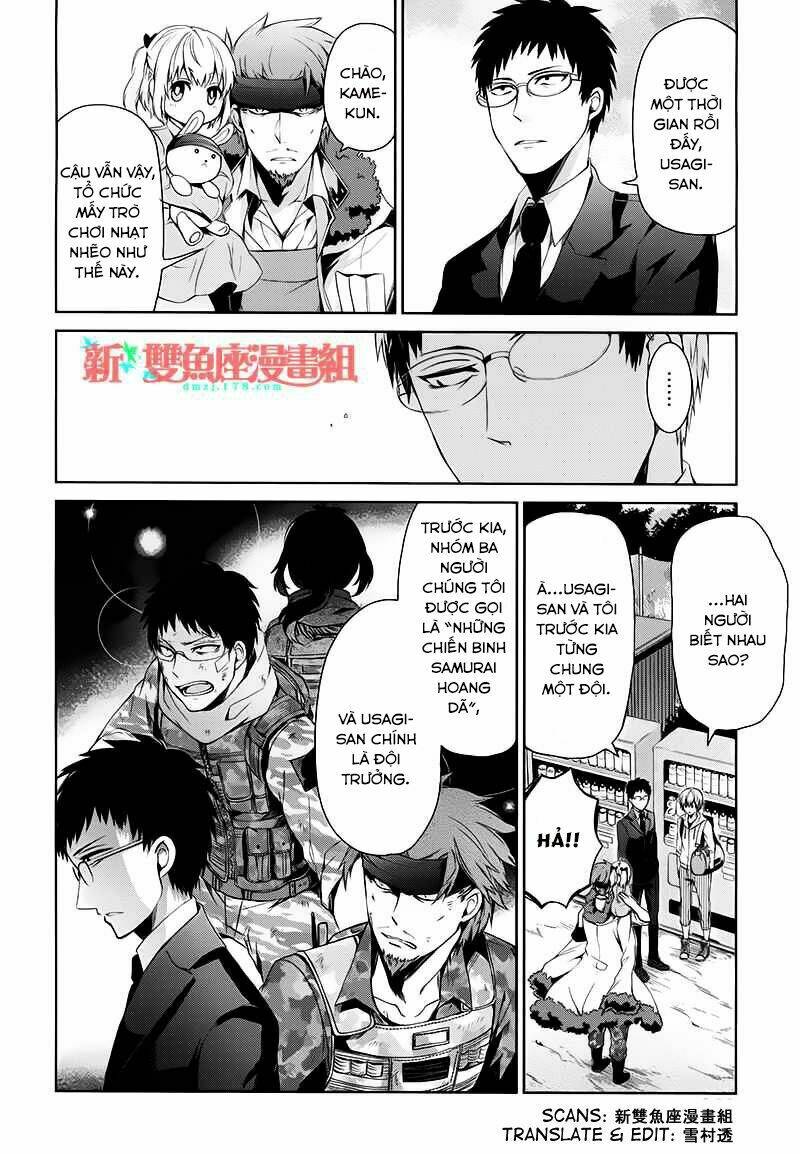 ĐƯỢC
MỘT THỜI
GIAN RỒI
ĐẤY,
USAGI-
SAN.
CHÀO,
KAME-
KUN.
CẬU VẪN VẬY,
TỔ CHỨC
MẤY TRÒ
CHƠI NHẠT
NHẼO NHƯ
THẾ NÀY.
新雙魚座漫畫組
dmzj.178.com
......
...HAI
NGƯỜI
BIẾT NHAU
SAO?
À...USAGI-
SAN VÀ TÔI
TRƯỚC KIA
TỪNG
CHUNG
MỘT ĐỘI.
HẢ!!
TRƯỚC KIA,
NHÓM BA
NGƯỜI
CHÚNG TÔI
ĐƯỢC GỌI
LÀ "NHỮNG
CHIẾN BINH
SAMURAI
HOANG
DÃ",
VÀ USAGI-
SAN CHÍNH
LÀ ĐỘI
TRƯỞNG.
SCANS: 新雙魚座漫畫組
TRANSLATE & EDIT: 雪村透